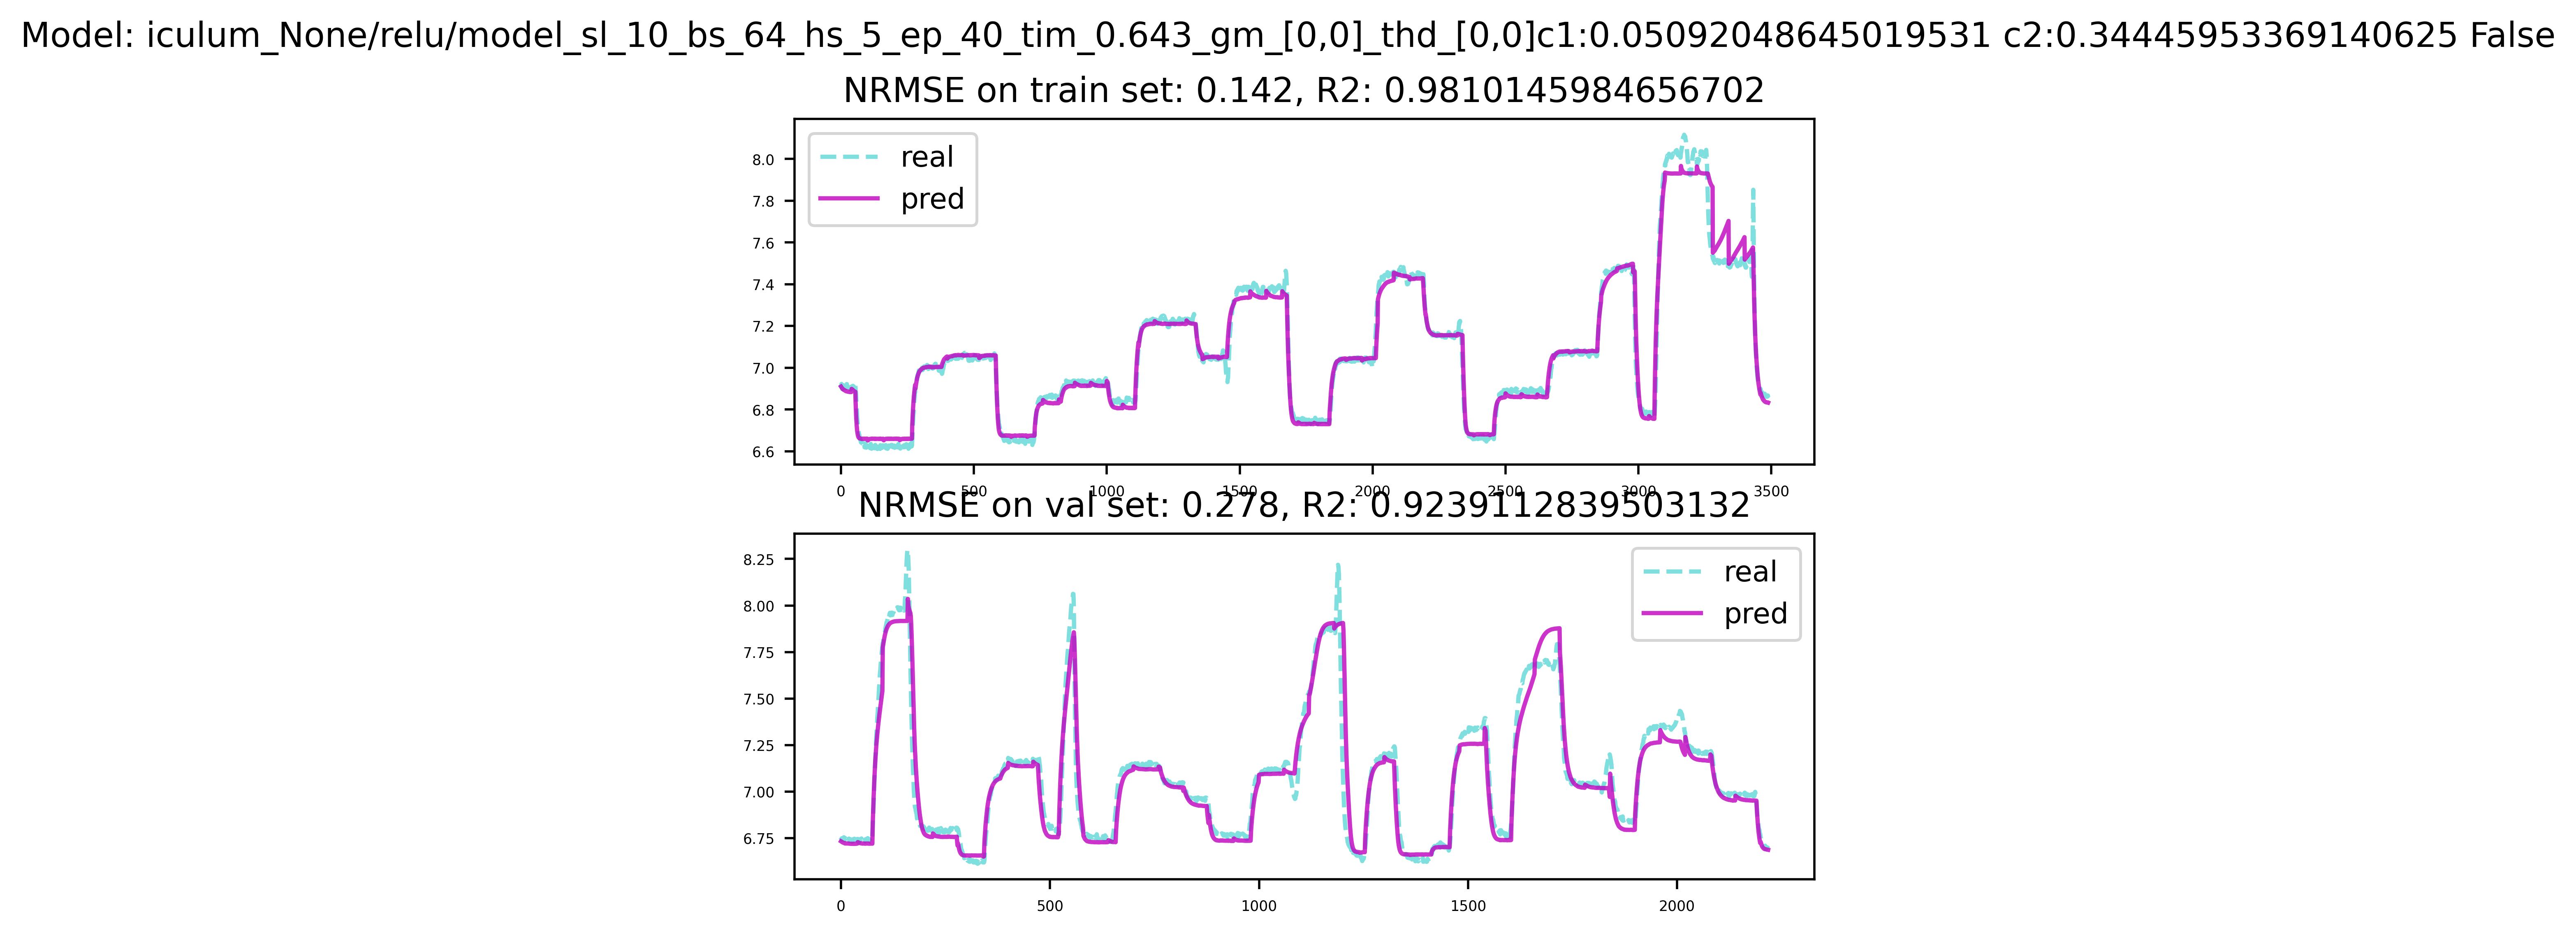 Model: iculum_None/relu/model_sl_10_bs_64_hs_5_ep_40_tim_0.643_gm_[0,0]_thd_[0,0]c1:0.05092048645019531 c2:0.34445953369140625 False
NRMSE on train set: 0.142, R2: 0.9810145984656702
real
pred
8.0
7.8
7.6
7.4
7.2
7.0
6.8
6.6
0 500 1000 1500 2000 2500 3000 3500
NRMSE on val set: 0.278, R2: 0.9239112839503132
real
pred
8.25
8.00
7.75
7.50
7.25
7.00
6.75
0 500 1000 1500 2000